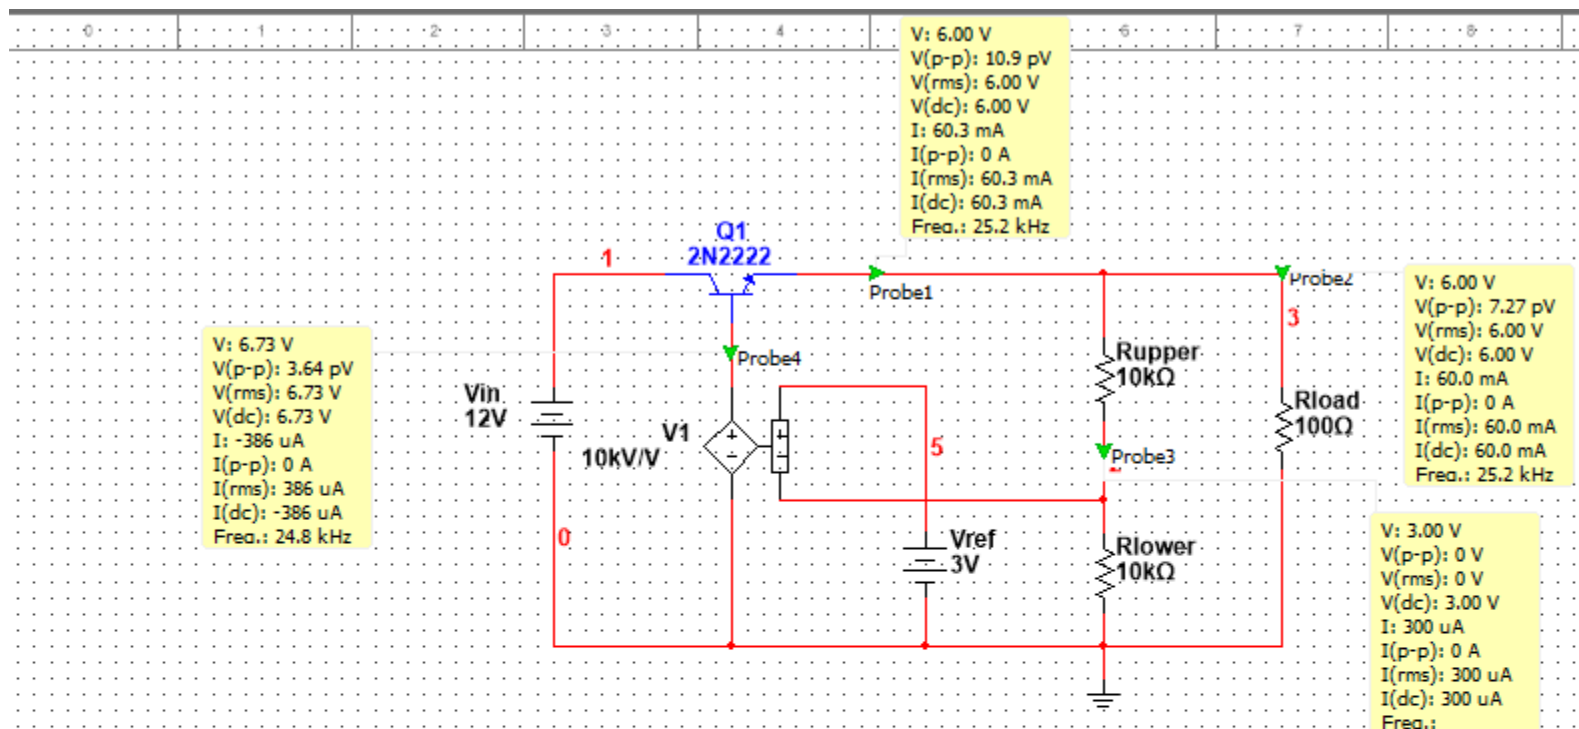 0 1 2 3 4 6 7 8
V: 6.00 V
V(p-p): 10.9 pV
V(rms): 6.00 V
V(dc): 6.00 V
I: 60.3 mA
I(p-p): 0 A
I(rms): 60.3 mA
I(dc): 60.3 mA
Freq.: 25.2 kHz
Q1
2N2222
1
Probe1
Probe2
3
V: 6.00 V
V(p-p): 7.27 pV
V(rms): 6.00 V
V(dc): 6.00 V
I: 60.0 mA
I(p-p): 0 A
I(rms): 60.0 mA
I(dc): 60.0 mA
Freq.: 25.2 kHz
V: 6.73 V
V(p-p): 3.64 pV
V(rms): 6.73 V
V(dc): 6.73 V
I: -386 uA
I(p-p): 0 A
I(rms): 386 uA
I(dc): -386 uA
Freq.: 24.8 kHz
Probe4
Rupper
10kΩ
Vin
12V
Rload
100Ω
V1
10kV/V
5
Probe3
0
Vref
3V
Rlower
10kΩ
V: 3.00 V
V(p-p): 0 V
V(rms): 0 V
V(dc): 3.00 V
I: 300 uA
I(p-p): 0 A
I(rms): 300 uA
I(dc): 300 uA
Freq.: